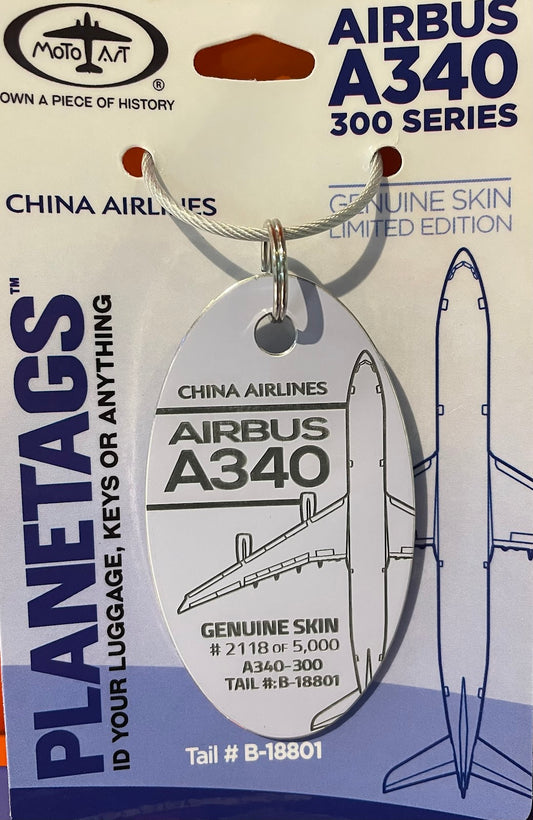 MOTO ART
®
OWN A PIECE OF HISTORY
AIRBUS
A340
300 SERIES
CHINA AIRLINES
GENUINE SKIN
LIMITED EDITION
PLANETAGS™
ID YOUR LUGGAGE, KEYS OR ANYTHING
CHINA AIRLINES
AIRBUS
A340
GENUINE SKIN
# 2118 OF 5,000
A340-300
TAIL #:B-18801
Tail # B-18801